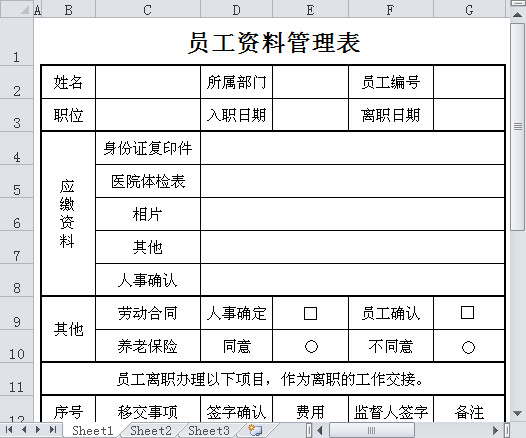 A B C D E F G
1 员工资料管理表
2 姓名 所属部门 员工编号
3 职位 入职日期 离职日期
4 身份证复印件
5 医院体检表
应缴资料
6 相片
7 其他
8 人事确认
9 劳动合同 人事确定 □ 员工确认 □
其他
10 养老保险 同意 ○ 不同意 ○
11 员工离职办理以下项目，作为离职的工作交接。
12 序号 移交事项 签字确认 费用 监督人签字 备注
Sheet1 Sheet2 Sheet3